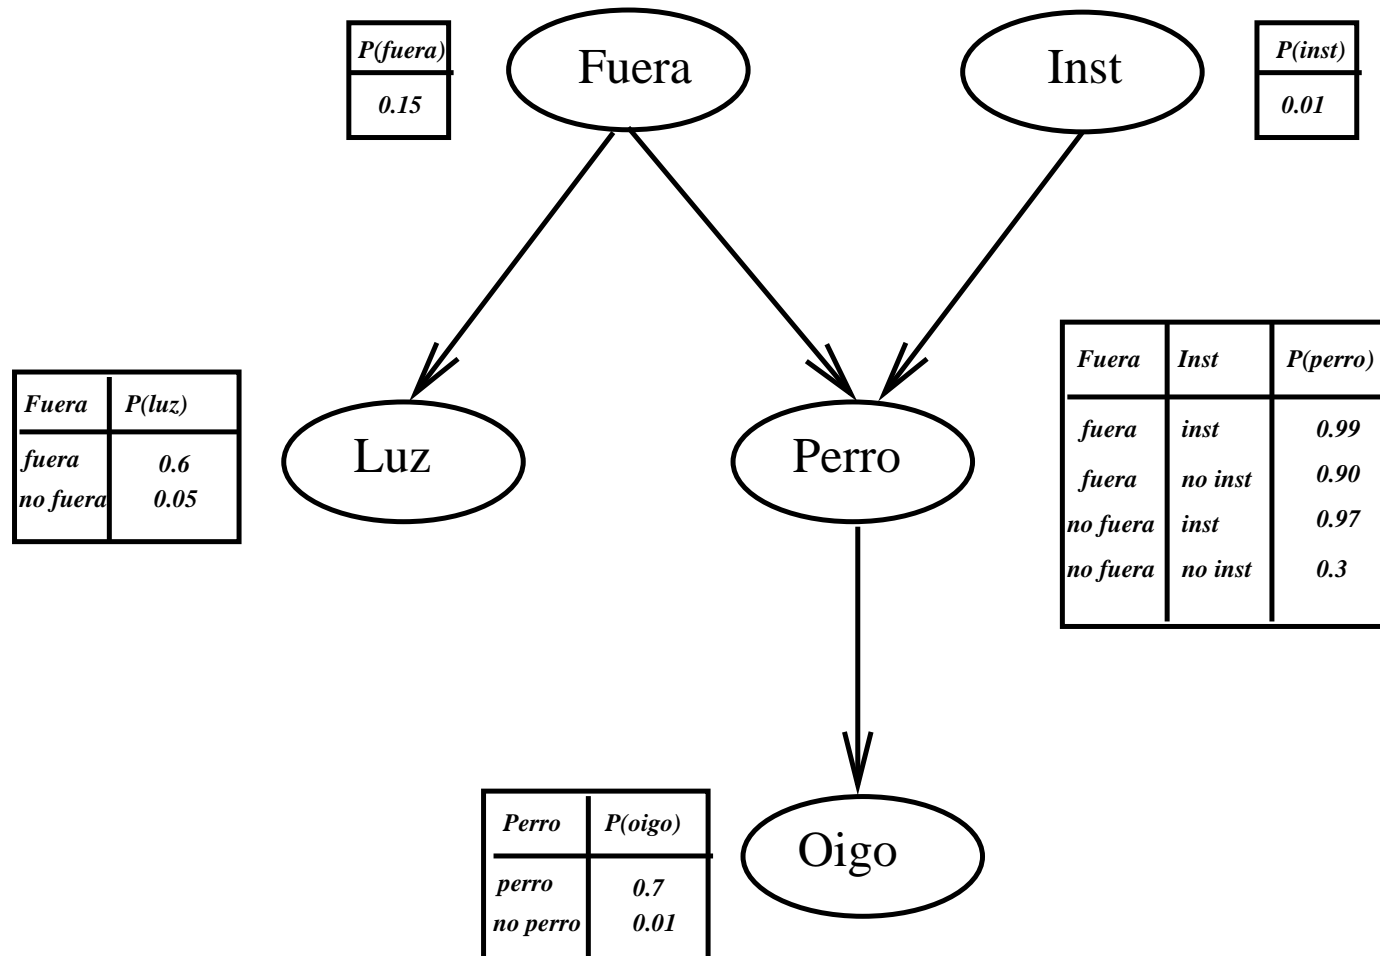 P(fuera)
0.15
Fuera
Inst
P(inst)
0.01
Fuera P(luz)
fuera 0.6
no fuera 0.05
Luz
Perro
Fuera Inst P(perro)
fuera inst 0.99
fuera no inst 0.90
no fuera inst 0.97
no fuera no inst 0.3
Perro P(oigo)
perro 0.7
no perro 0.01
Oigo